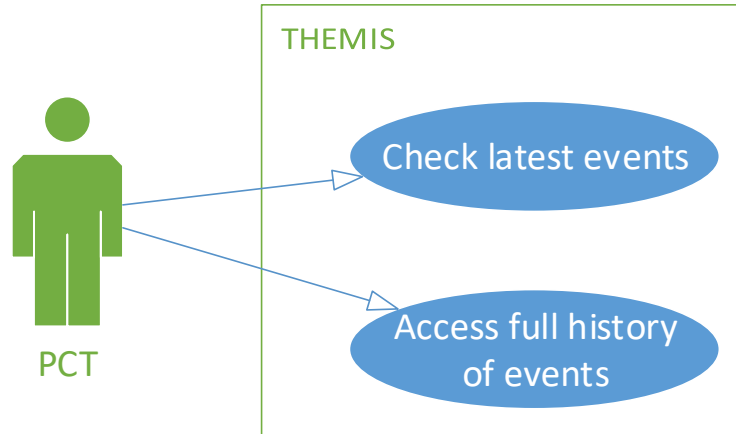 THEMIS
Check latest events
Access full history
of events
PCT